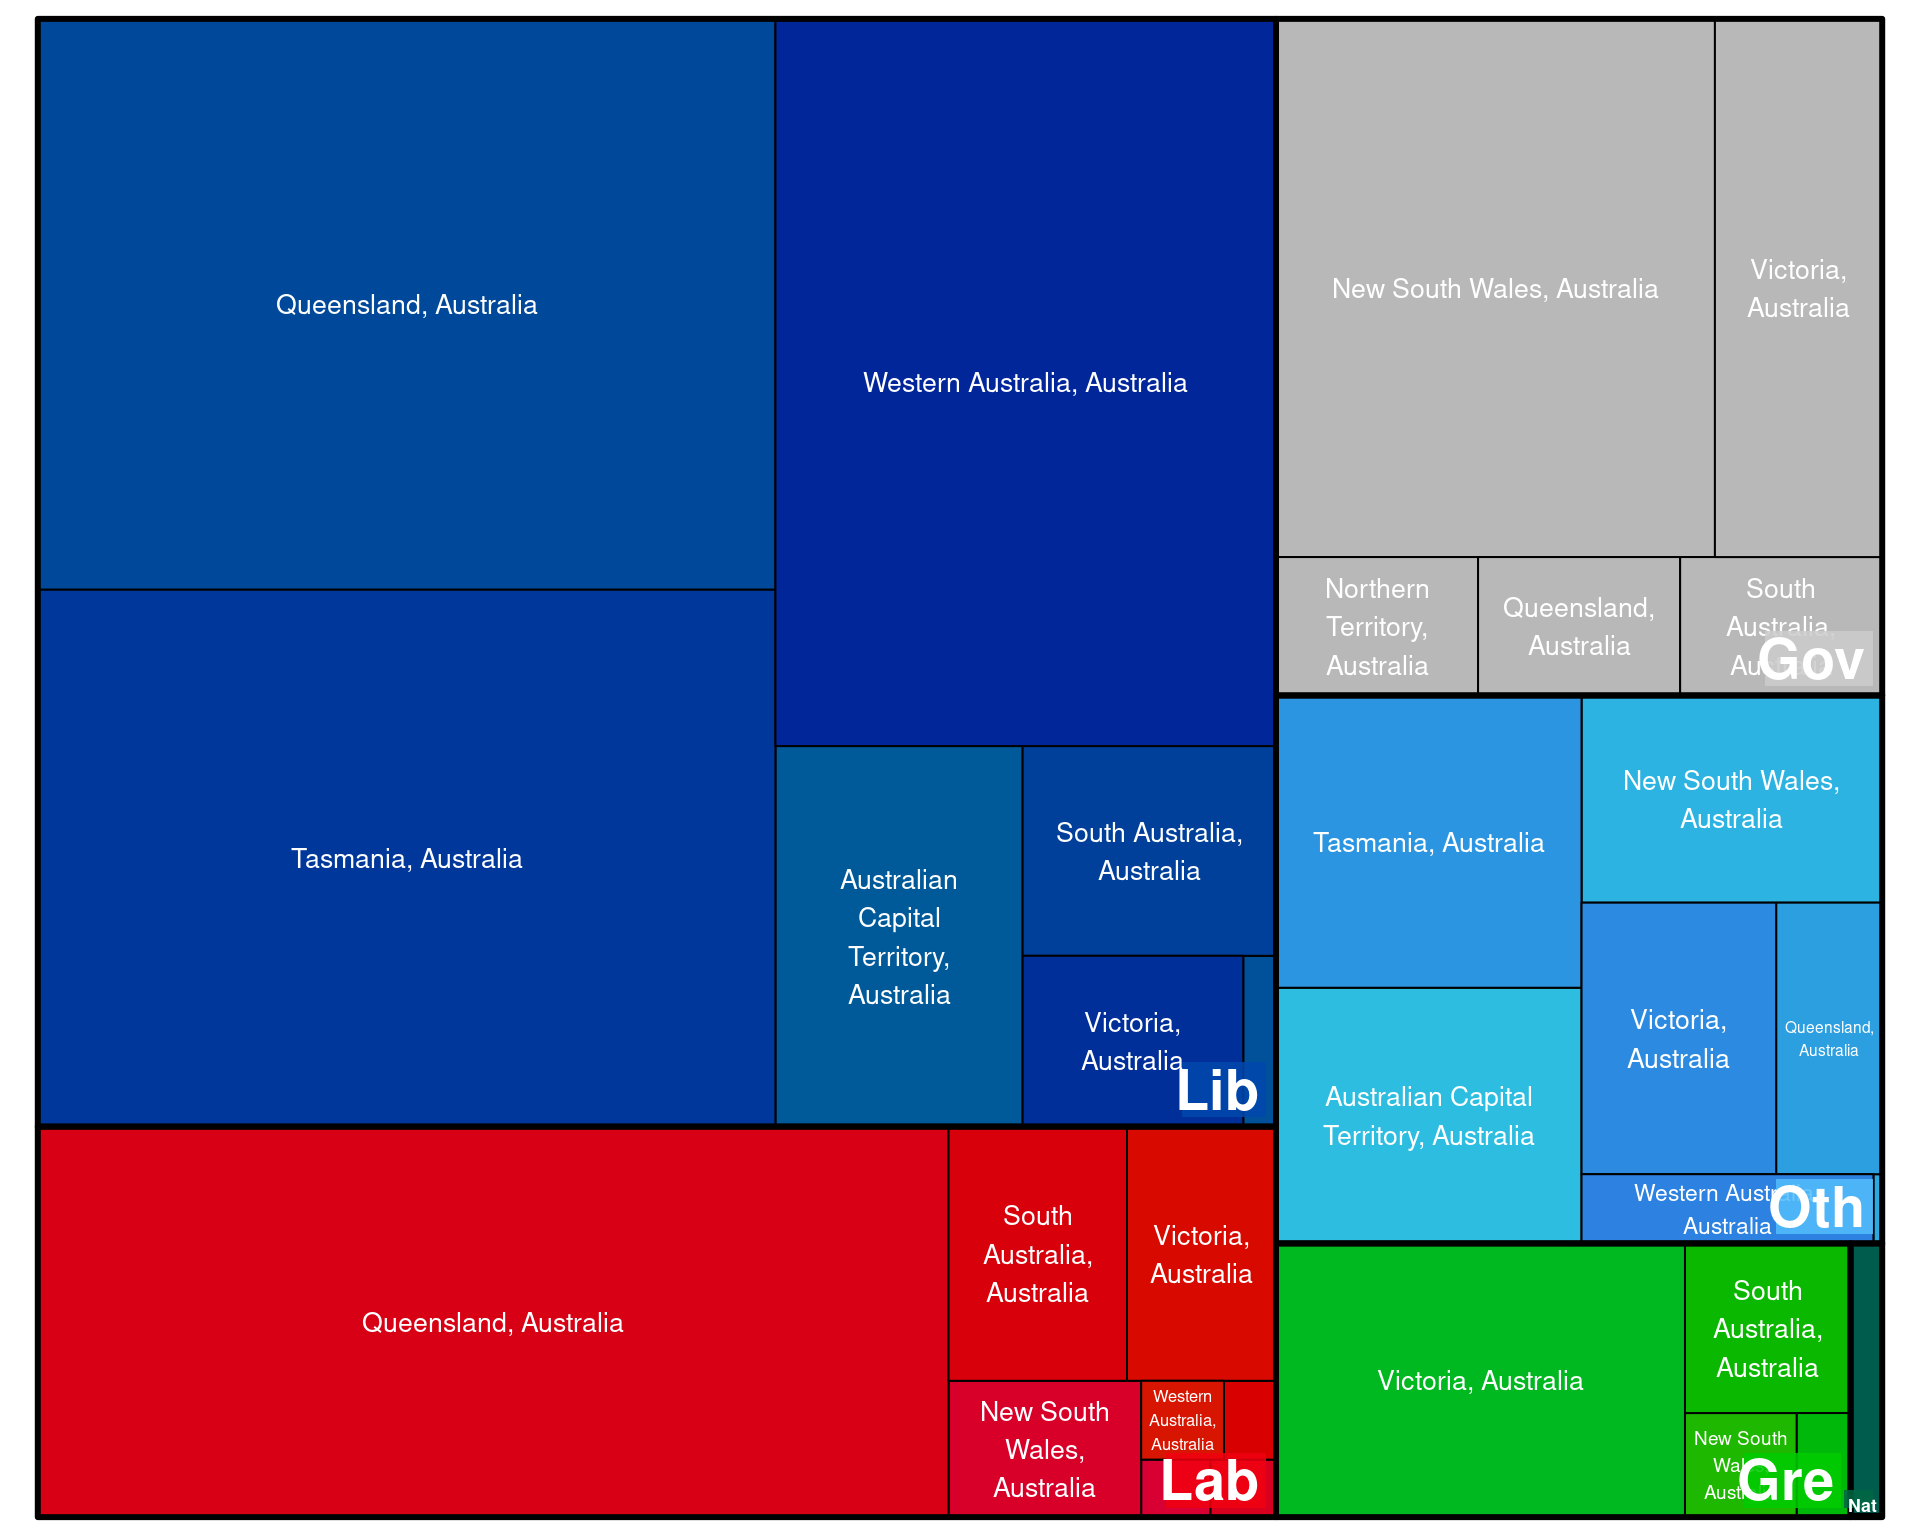 Queensland, Australia
Tasmania, Australia
Western Australia, Australia
Australian
Capital
Territory,
Australia
South Australia,
Australia
Victoria,
Australia
Lib
Queensland, Australia
South
Australia,
Australia
Victoria,
Australia
New South
Wales,
Australia
Western
Australia,
Australia
Lab
New South Wales, Australia
Victoria,
Australia
Northern
Territory,
Australia
Queensland,
Australia
South
Australia,
Gov
Tasmania, Australia
New South Wales,
Australia
Australian Capital
Territory, Australia
Victoria,
Australia
Queensland,
Australia
Western
Australia
Oth
Victoria, Australia
South
Australia,
Australia
New South
Gre
Nat